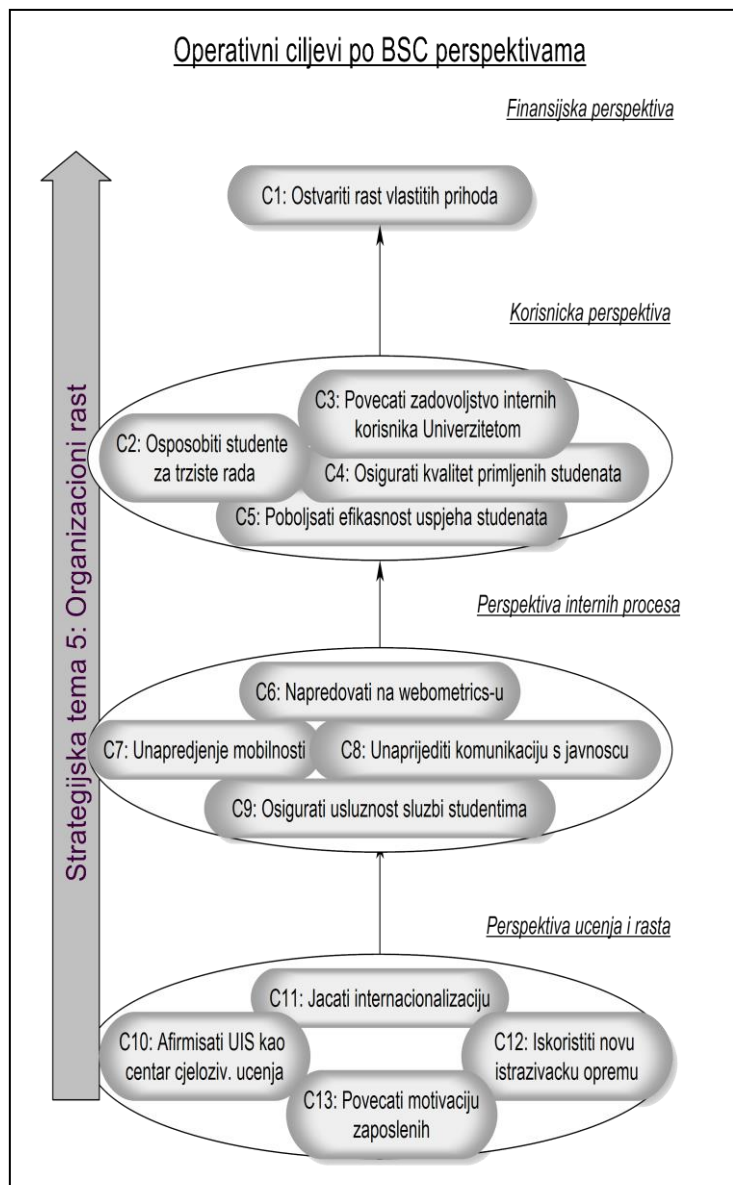 Operativni ciljevi po BSC perspektivama
Finansijska perspektiva
C1: Ostvariti rast vlastitih prihoda
Korisnicka perspektiva
C3: Povecati zadovoljstvo internih
korisnika Univerzitetom
C2: Osposobiti studente
za trziste rada
C4: Osigurati kvalitet primljenih studenata
C5: Poboljsati efikasnost uspjeha studenata
Strategijska tema 5: Organizacioni rast
Perspektiva internih procesa
C6: Napredovati na webometrics-u
C7: Unapredjenje mobilnosti
C8: Unaprijediti komunikaciju s javnoscu
C9: Osigurati usluznost sluzbi studentima
Perspektiva ucenja i rasta
C11: Jacati internacionalizaciju
C10: Afirmisati UIS kao
centar cjeloziv. ucenja
C12: Iskoristiti novu
istrazivacku opremu
C13: Povecati motivaciju
zaposlenih